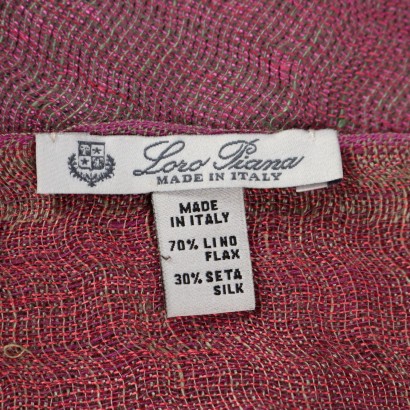 Loro Piana
MADE IN ITALY
MADE
IN ITALY
70% LINO
FLAX
30% SETA
SILK